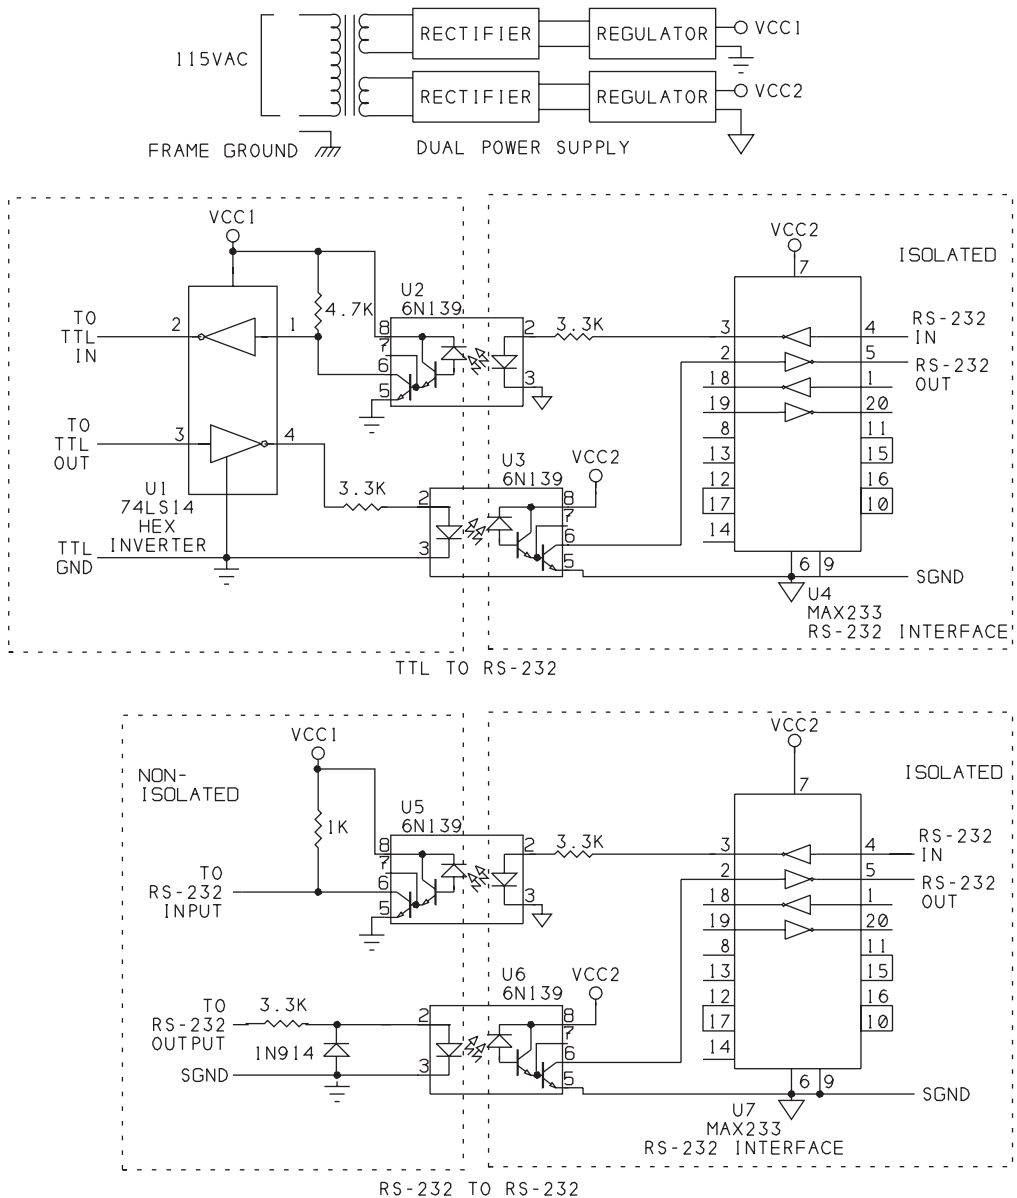 RECTIFIER
REGULATOR
VCC1
115VAC
RECTIFIER
REGULATOR
VCC2
FRAME GROUND
DUAL POWER SUPPLY
VCC1
VCC2
ISOLATED
7
U2
6N139
4.7K
TO
TTL
IN
2
1
8
7
6
5
2
3
3.3K
3
4
RS-232
IN
2
5
RS-232
OUT
18
1
19
20
8
11
13
15
12
16
17
10
14
TO
TTL
OUT
3
4
U3
6N139
VCC2
3.3K
2
3
8
7
6
5
U1
74LS14
HEX
INVERTER
TTL
GND
6
9
SGND
U4
MAX233
RS-232 INTERFACE
TTL TO RS-232
VCC1
VCC2
NON-
ISOLATED
ISOLATED
7
U5
6N139
1K
8
7
6
5
2
3
3.3K
3
4
RS-232
IN
2
5
RS-232
OUT
18
1
19
20
8
11
13
15
12
16
17
10
14
TO
RS-232
INPUT
U6
6N139
VCC2
TO
RS-232
OUTPUT
3.3K
2
3
8
7
6
5
1N914
SGND
6
9
SGND
U7
MAX233
RS-232 INTERFACE
RS-232 TO RS-232